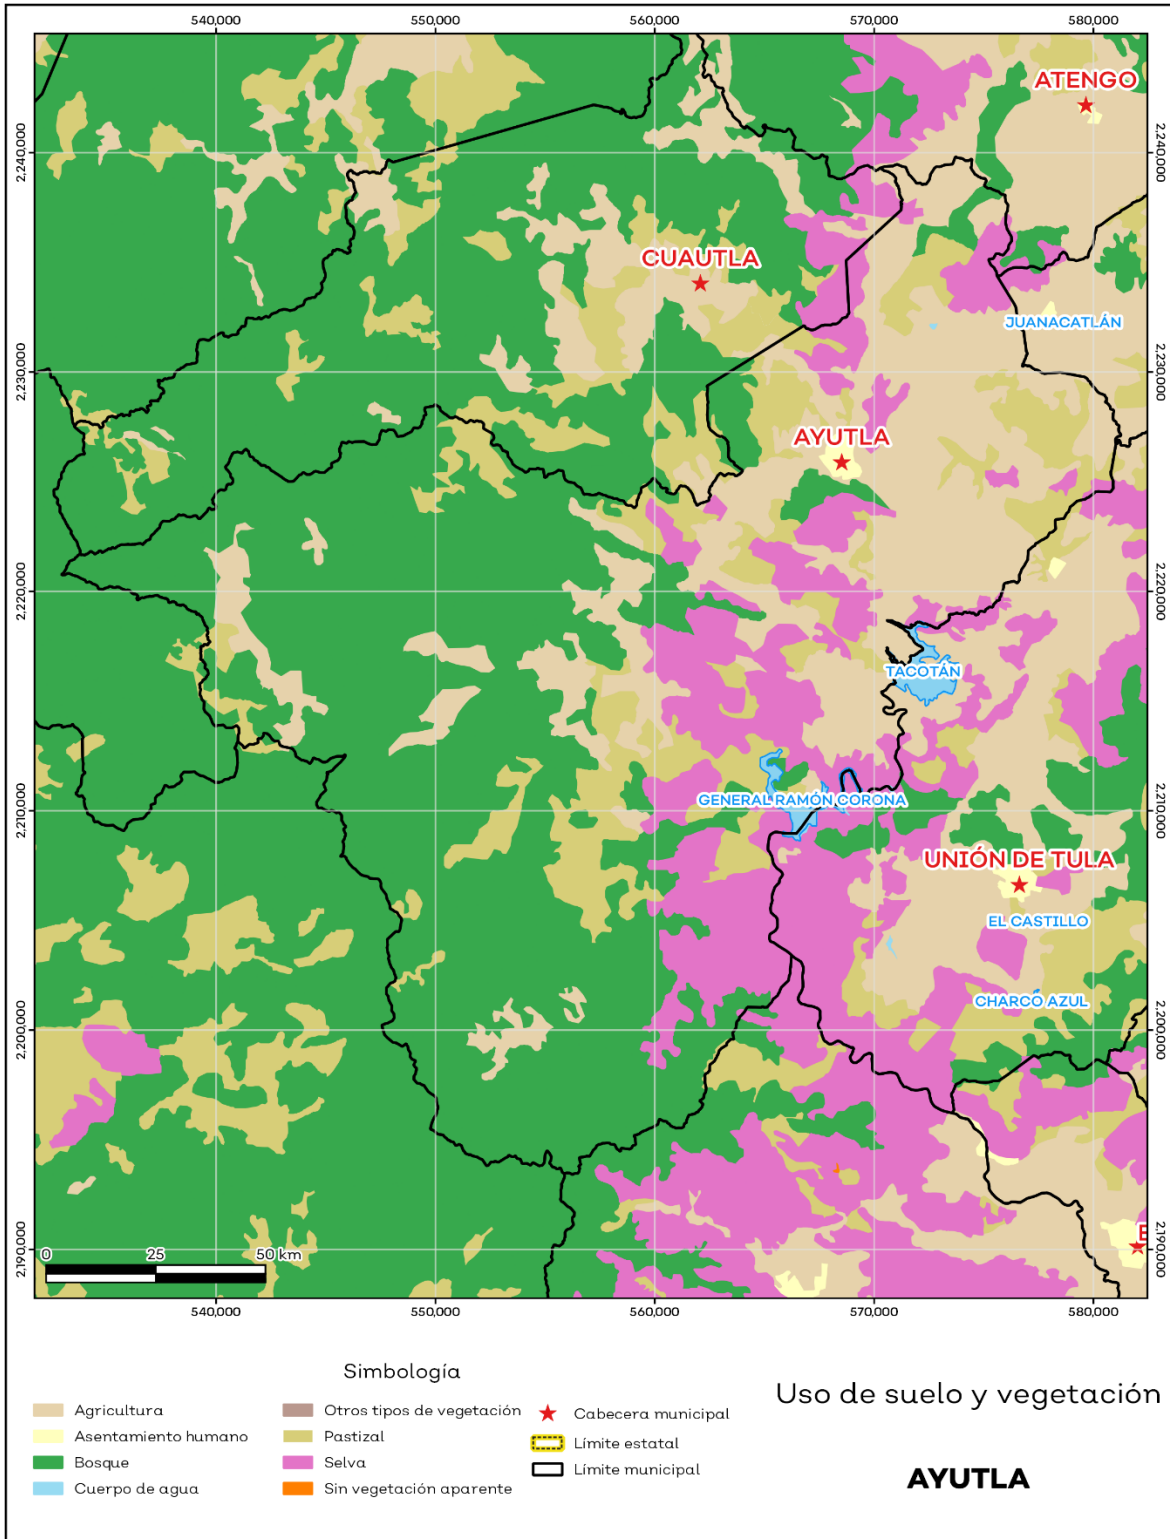 540,000 550,000 560,000 570,000 580,000
ATENGO
2,240,000 2,240,000
CUAUTLA
JUANACATLÁN
2,230,000 2,230,000
AYUTLA
2,220,000 2,220,000
TACOTÁN
GENERAL RAMÓN CORONA
2,210,000 2,210,000
UNIÓN DE TULA
EL CASTILLO
CHARCO AZUL
2,200,000 2,200,000
E
2,190,000 2,190,000
0 25 50 km
540,000 550,000 560,000 570,000 580,000
Simbología
Agricultura
Asentamiento humano
Bosque
Cuerpo de agua
Otros tipos de vegetación
Pastizal
Selva
Sin vegetación aparente
Cabecera municipal
Límite estatal
Límite municipal
Uso de suelo y vegetación
AYUTLA